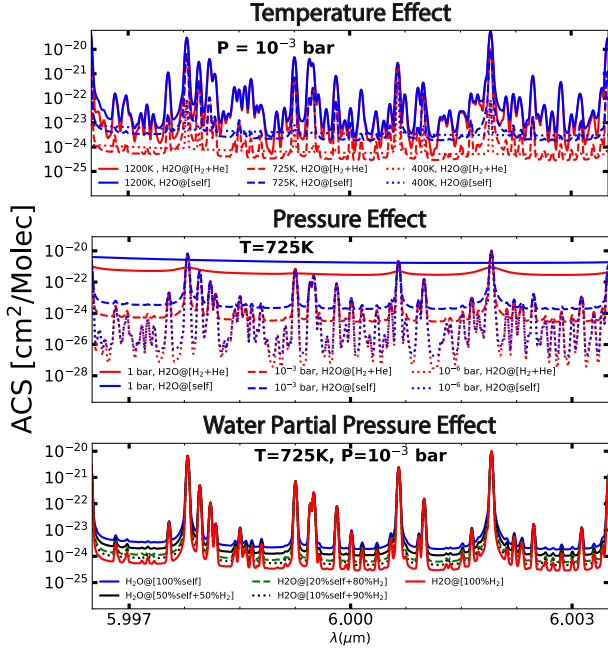 Temperature Effect
P = 10⁻³ bar
10⁻²⁰
10⁻²¹
10⁻²²
10⁻²³
10⁻²⁴
10⁻²⁵
1200K , H2O@[H₂+He]
725K, H2O@[H₂+He]
400K, H2O@[H₂+He]
1200K, H2O@[self]
725K, H2O@[self]
400K, H2O@[self]
Pressure Effect
T=725K
10⁻²⁰
10⁻²²
10⁻²⁴
10⁻²⁶
10⁻²⁸
1 bar, H2O@[H₂+He]
10⁻³ bar, H2O@[H₂+He]
10⁻⁶ bar, H2O@[H₂+He]
1 bar, H2O@[self]
10⁻³ bar, H2O@[self]
10⁻⁶ bar, H2O@[self]
ACS [cm²/Molec]
Water Partial Pressure Effect
T=725K, P=10⁻³ bar
10⁻²⁰
10⁻²¹
10⁻²²
10⁻²³
10⁻²⁴
10⁻²⁵
H₂O@[100%self]
H2O@[20%self+80%H₂]
H2O@[100%H₂]
H2O@[50%self+50%H₂]
H2O@[10%self+90%H₂]
5.997
6.000
6.003
λ(μm)